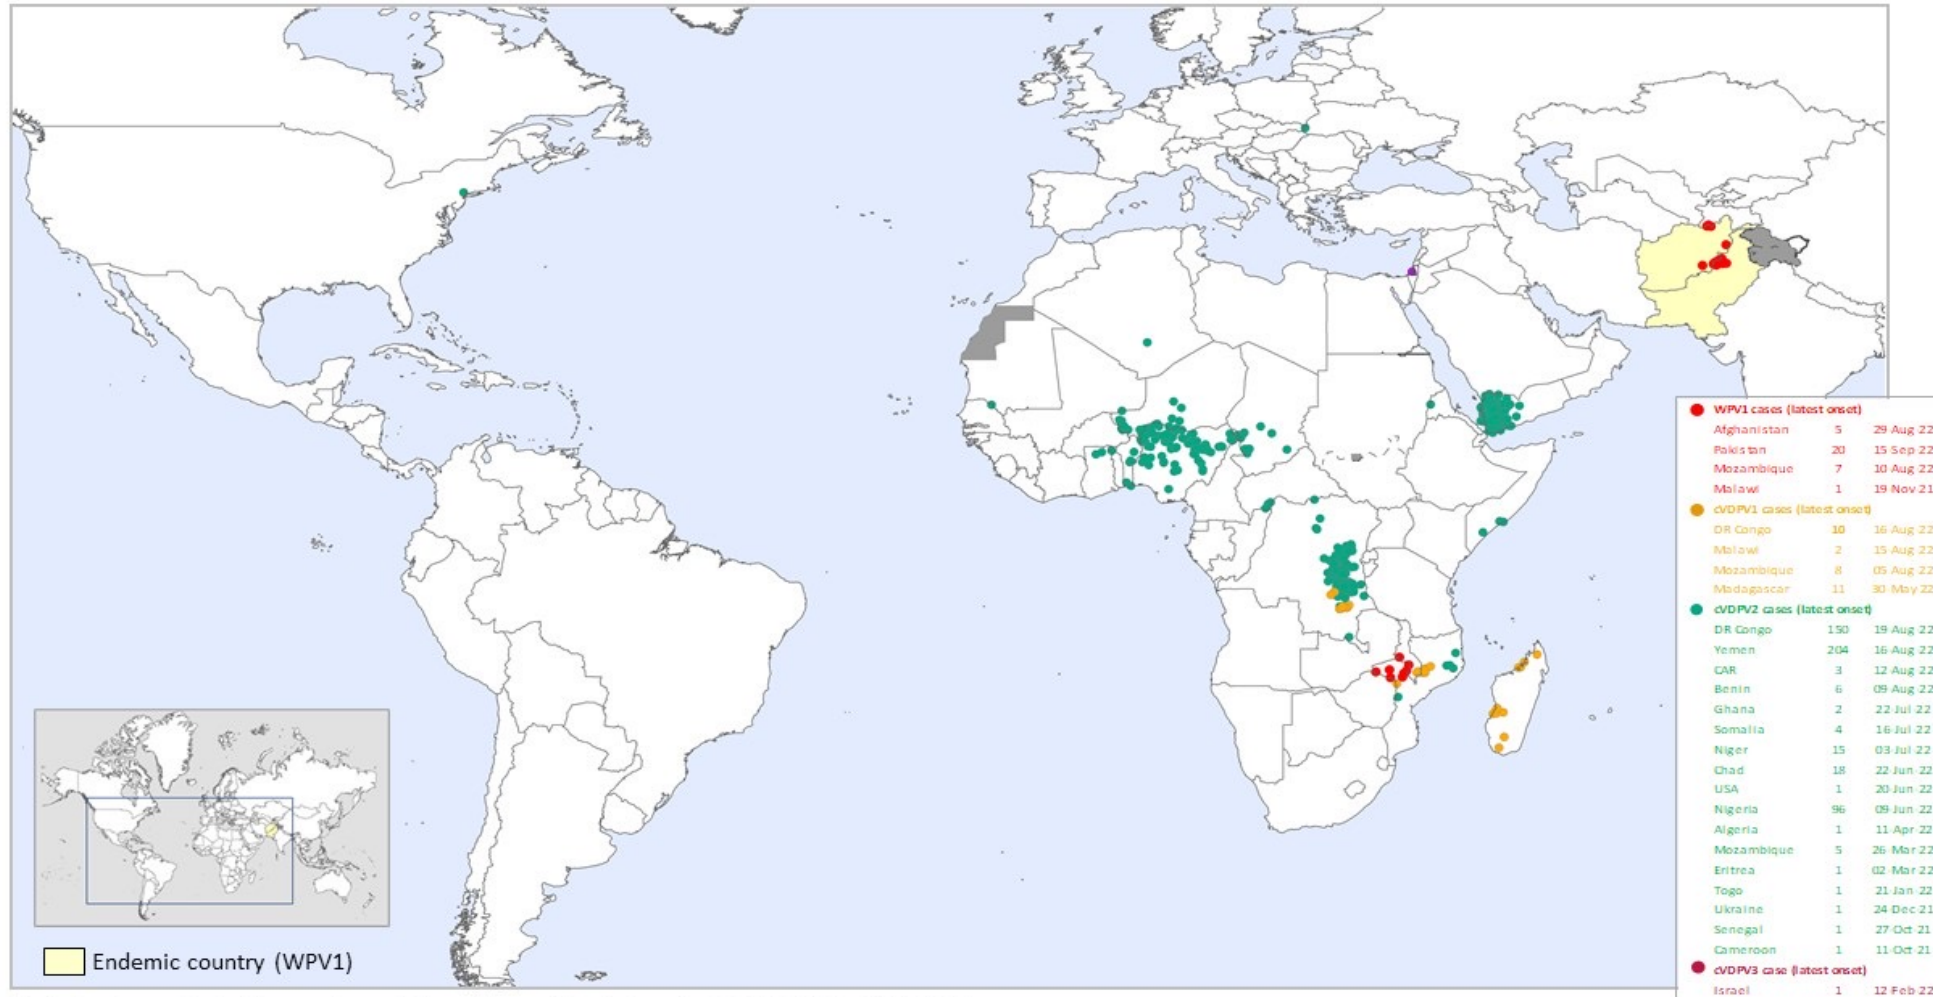 WPV1 cases (latest onset)
Afghanistan 5 29-Aug-22
Pakistan 20 15-Sep-22
Mozambique 7 10-Aug-22
Malawi 1 19-Nov-21
cVDPV1 cases (latest onset)
DR Congo 10 16-Aug-22
Malawi 2 15-Aug-22
Mozambique 8 05-Aug-22
Madagascar 11 30-May-22
cVDPV2 cases (latest onset)
DR Congo 150 19-Aug-22
Yemen 204 16-Aug-22
CAR 3 12-Aug-22
Benin 6 09-Aug-22
Ghana 2 22-Jul-22
Somalia 4 16-Jul-22
Niger 15 03-Jul-22
Chad 18 22-Jun-22
USA 1 20-Jun-22
Nigeria 96 09-Jun-22
Algeria 1 11-Apr-22
Mozambique 5 26-Mar-22
Eritrea 1 02-Mar-22
Togo 1 21-Jan-22
Ukraine 1 24-Dec-21
Senegal 1 27-Oct-21
Cameroon 1 11-Oct-21
cVDPV3 case (latest onset)
Israel 1 12-Feb-22
Endemic country (WPV1)